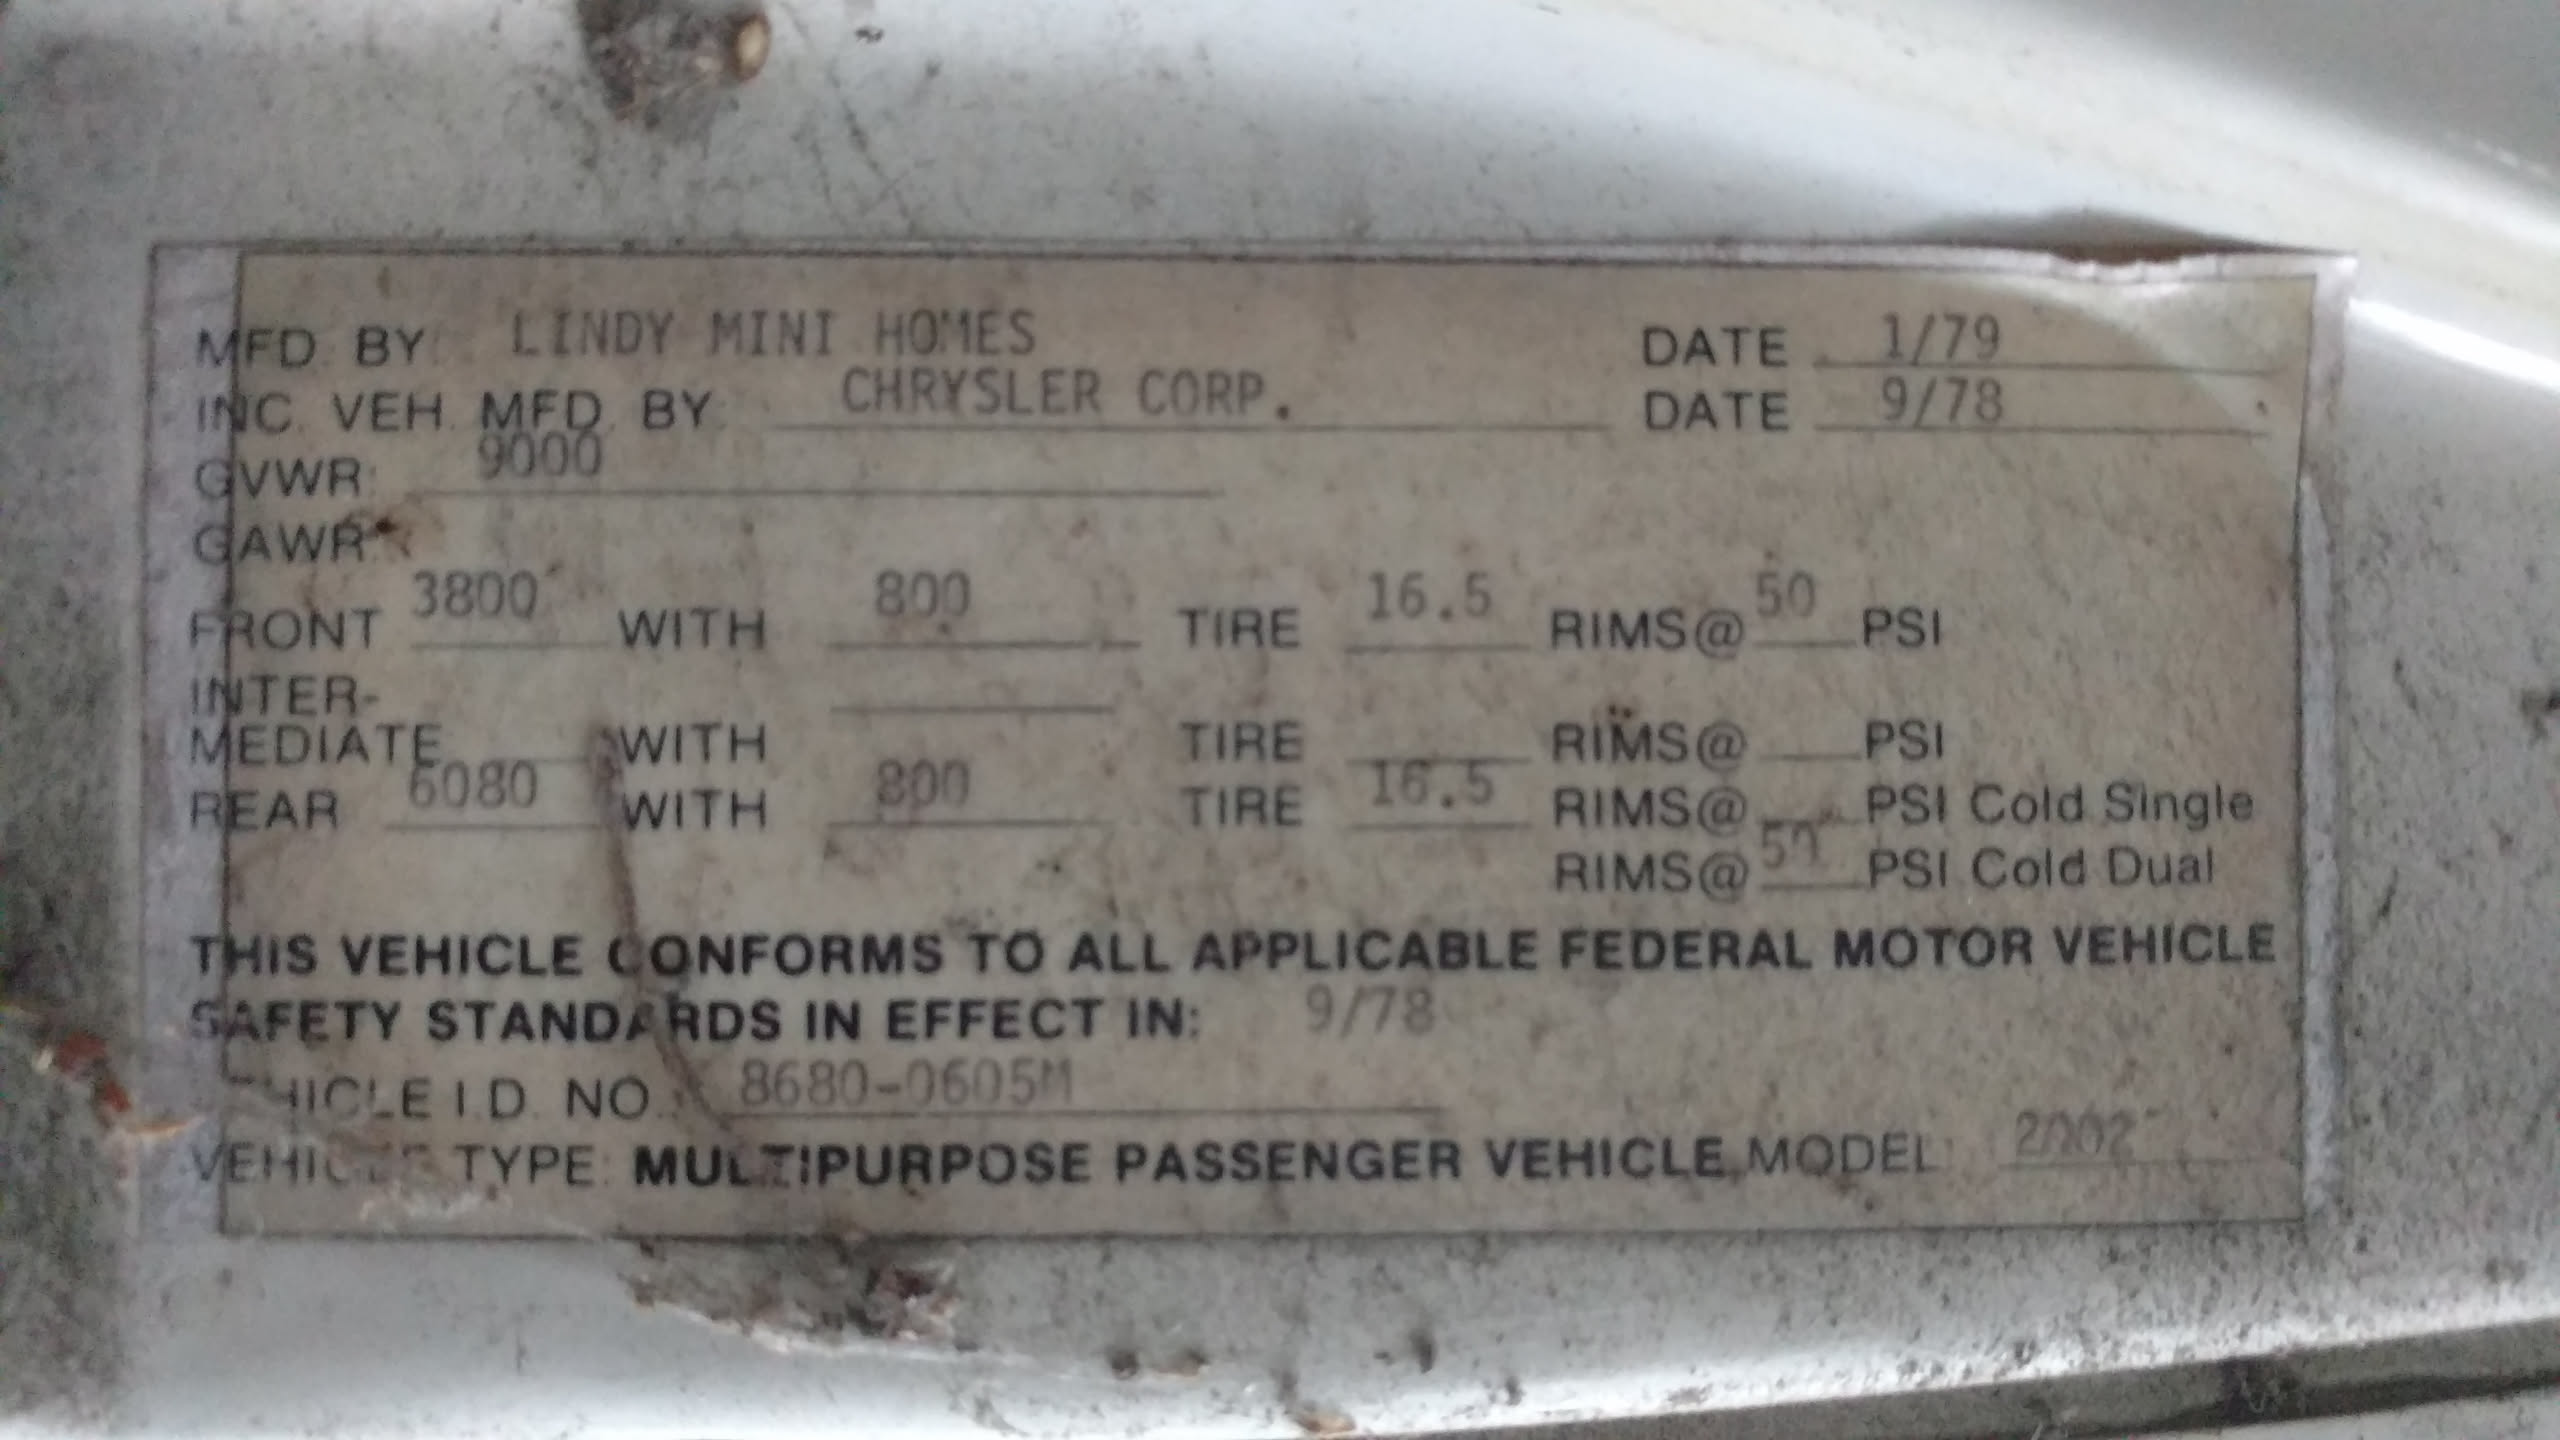 MFD. BY: LINDY MINI HOMES DATE 1/79
INC. VEH. MFD. BY: CHRYSLER CORP. DATE 9/78
GVWR: 9000
GAWR:
FRONT 3800 WITH 800 TIRE 16.5 RIMS@ 50 PSI
INTER-
MEDIATE WITH TIRE RIMS@ PSI
REAR 6080 WITH 800 TIRE 16.5 RIMS@ PSI Cold Single
RIMS@ 50 PSI Cold Dual
THIS VEHICLE CONFORMS TO ALL APPLICABLE FEDERAL MOTOR VEHICLE
SAFETY STANDARDS IN EFFECT IN: 9/78
VEHICLE I.D. NO. 8680-0605M
VEHICLE TYPE: MULTIPURPOSE PASSENGER VEHICLE, MODEL: 2002